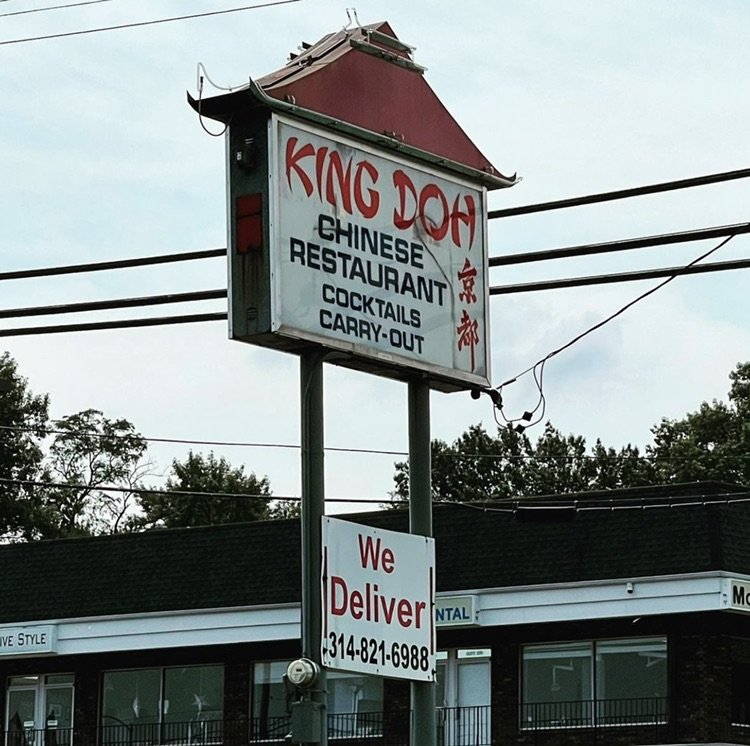 KING DOH
CHINESE
RESTAURANT
COCKTAILS
CARRY-OUT
京都
We
Deliver
314-821-6988
IVE STYLE
NTAL